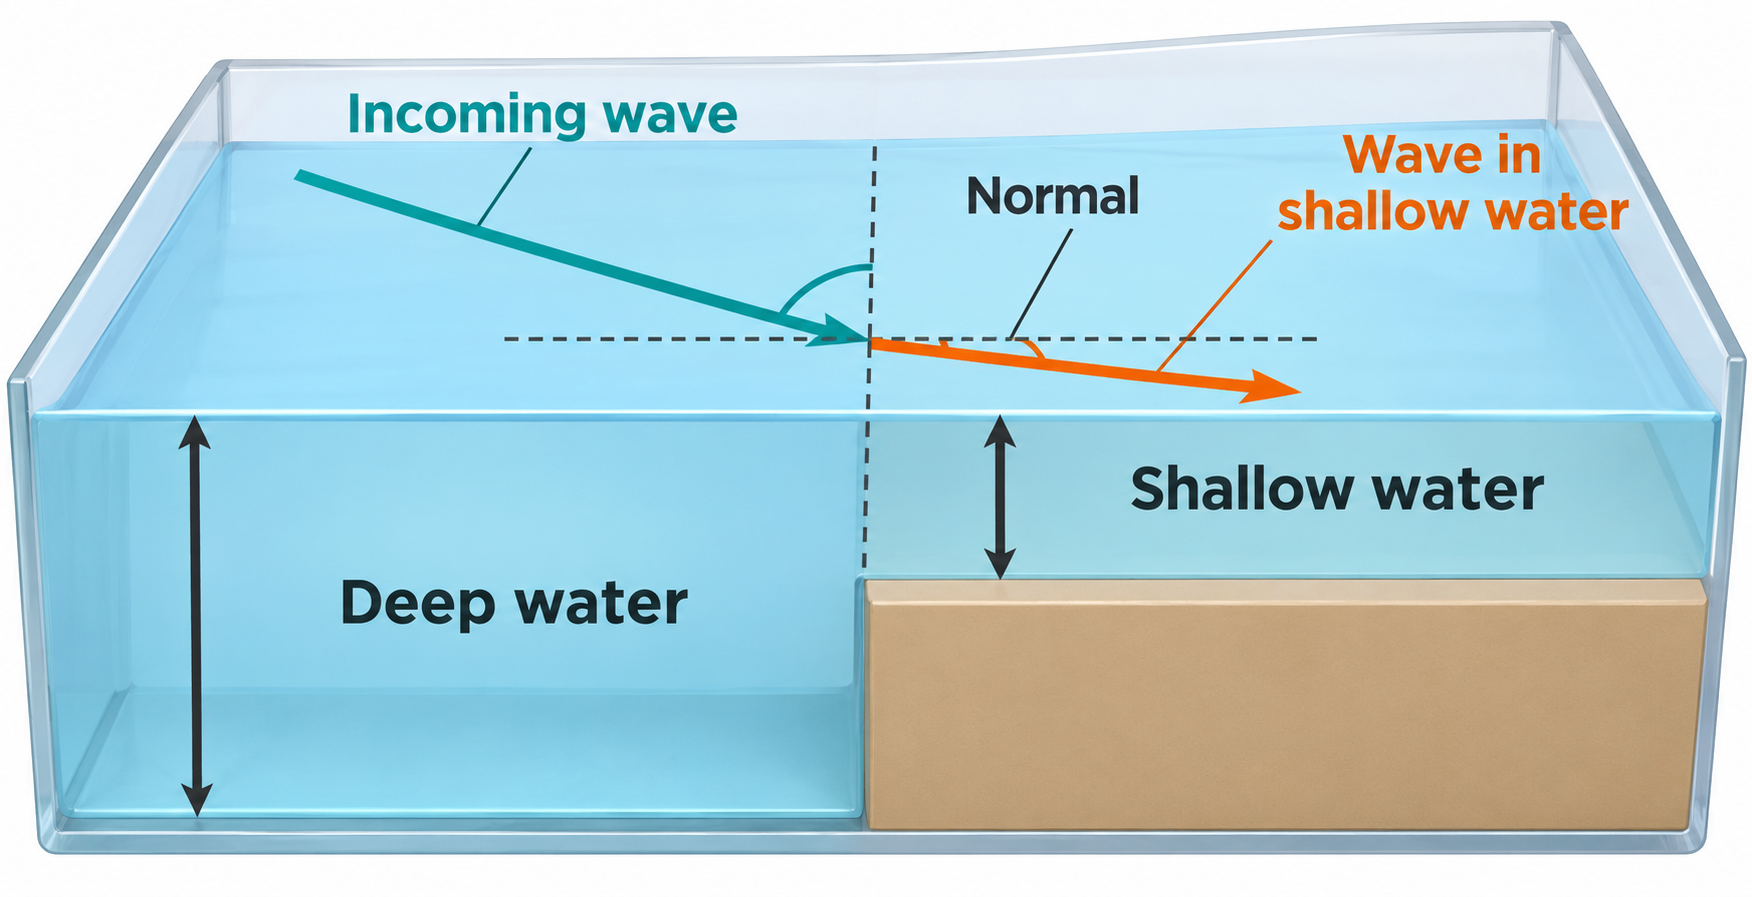 Incoming wave
Normal
Wave in
shallow water
Shallow water
Deep water